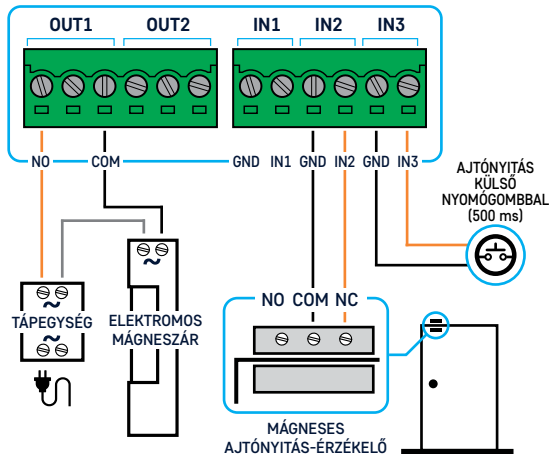 OUT1 OUT2 IN1 IN2 IN3
NO COM GND IN1 GND IN2 GND IN3
AJTÓNYITÁS
KÜLSŐ
NYOMÓGOMBBAL
(500 ms)
~
~
TÁPEGYSÉG
~
ELEKTROMOS
MÁGNESZÁR
NO COM NC
MÁGNESES
AJTÓNYITÁS-ÉRZÉKELŐ